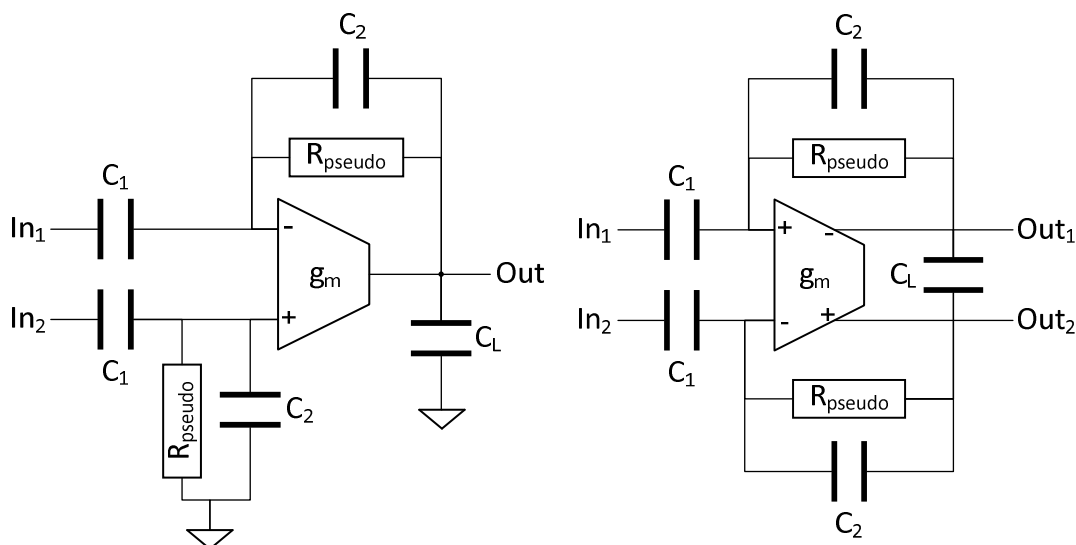 C2
C2
Rpseudo
Rpseudo
C1
C1
In1
-
gm
Out
In2
+
C1
CL
Rpseudo
C2
In1
+
-
Out1
gm
CL
In2
-
+
Out2
C1
Rpseudo
C2